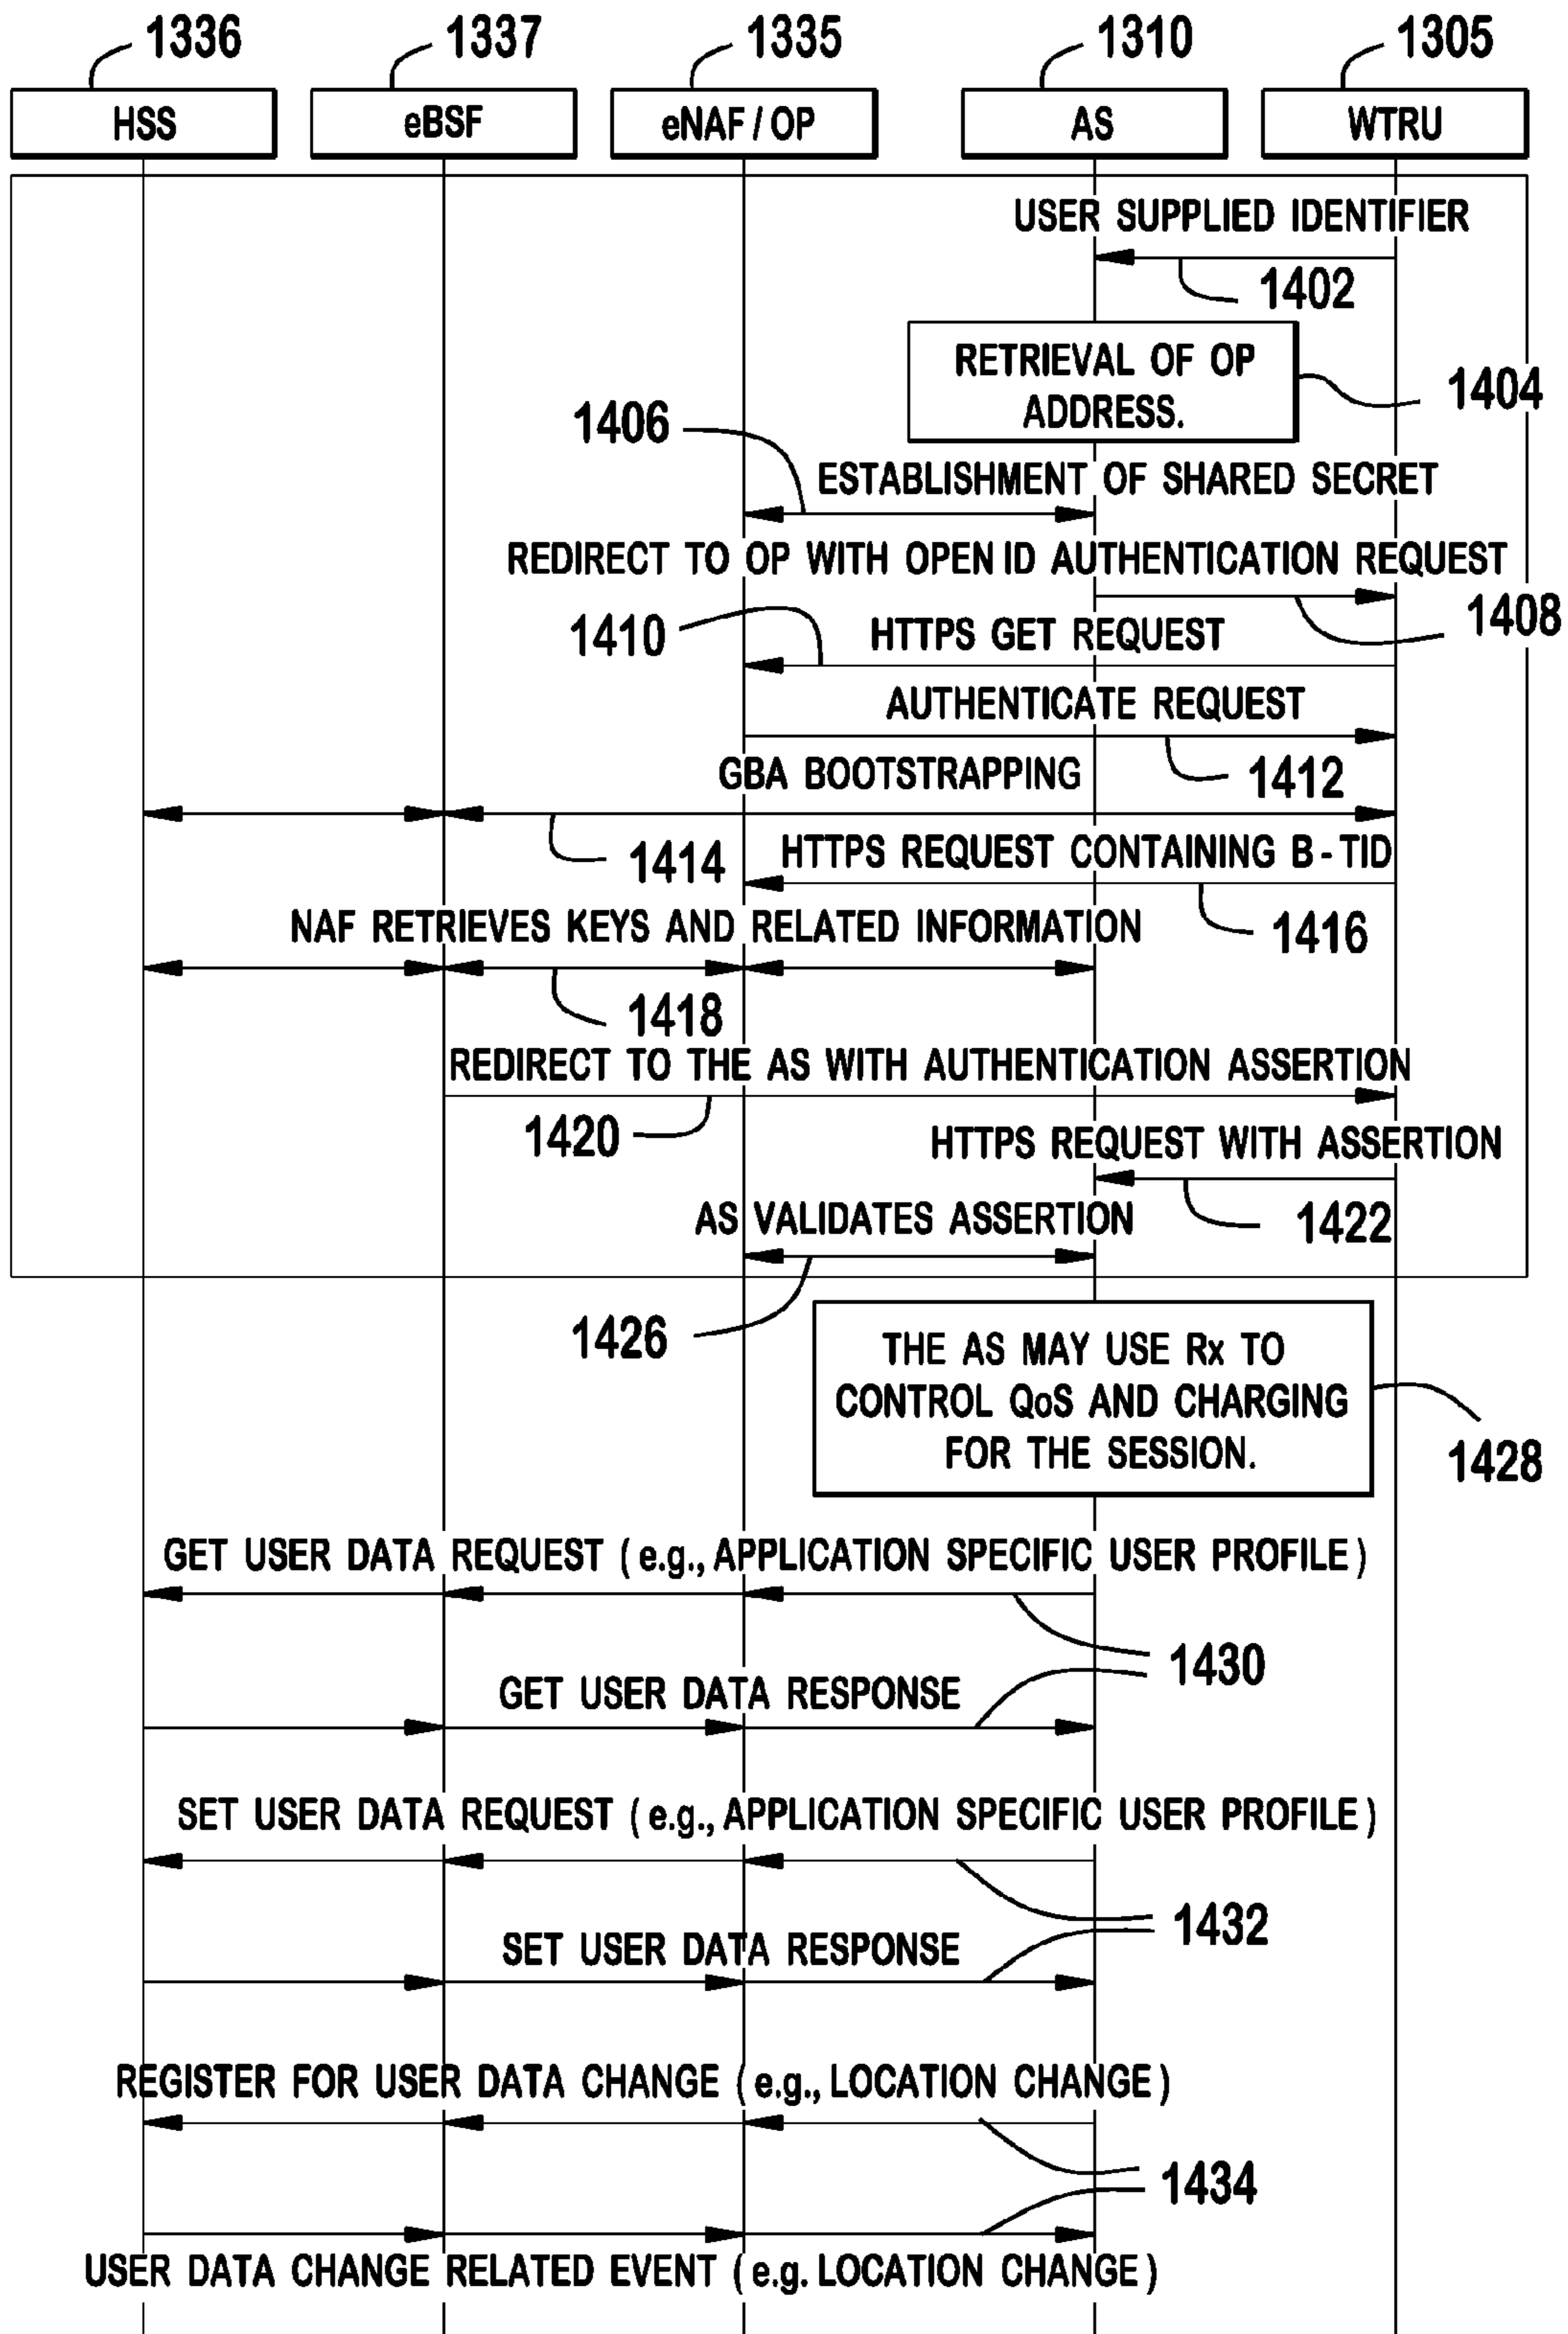 1336
1337
1335
1310
1305
HSS
eBSF
eNAF / OP
AS
WTRU
USER SUPPLIED IDENTIFIER
1402
RETRIEVAL OF OP
ADDRESS.
1404
1406
ESTABLISHMENT OF SHARED SECRET
REDIRECT TO OP WITH OPEN ID AUTHENTICATION REQUEST
1408
1410
HTTPS GET REQUEST
AUTHENTICATE REQUEST
1412
GBA BOOTSTRAPPING
1414
HTTPS REQUEST CONTAINING B - TID
1416
NAF RETRIEVES KEYS AND RELATED INFORMATION
1418
REDIRECT TO THE AS WITH AUTHENTICATION ASSERTION
1420
HTTPS REQUEST WITH ASSERTION
1422
AS VALIDATES ASSERTION
1426
THE AS MAY USE Rx TO
CONTROL QoS AND CHARGING
FOR THE SESSION.
1428
GET USER DATA REQUEST ( e.g., APPLICATION SPECIFIC USER PROFILE )
1430
GET USER DATA RESPONSE
SET USER DATA REQUEST ( e.g., APPLICATION SPECIFIC USER PROFILE )
1432
SET USER DATA RESPONSE
REGISTER FOR USER DATA CHANGE ( e.g., LOCATION CHANGE )
1434
USER DATA CHANGE RELATED EVENT ( e.g. LOCATION CHANGE )